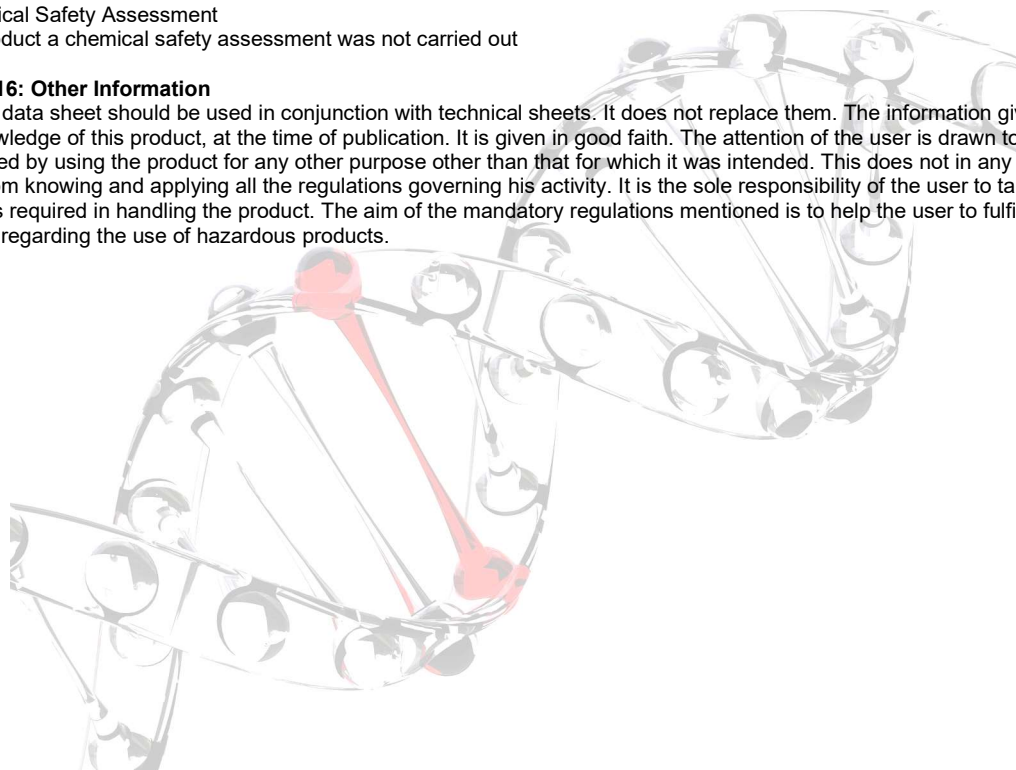 ical Safety Assessment
duct a chemical safety assessment was not carried out
16: Other Information
data sheet should be used in conjunction with technical sheets. It does not replace them. The information gi
wledge of this product, at the time of publication. It is given in good faith. The attention of the user is drawn to
ed by using the product for any other purpose other than that for which it was intended. This does not in any
m knowing and applying all the regulations governing his activity. It is the sole responsibility of the user to ta
s required in handling the product. The aim of the mandatory regulations mentioned is to help the user to fulfi
regarding the use of hazardous products.